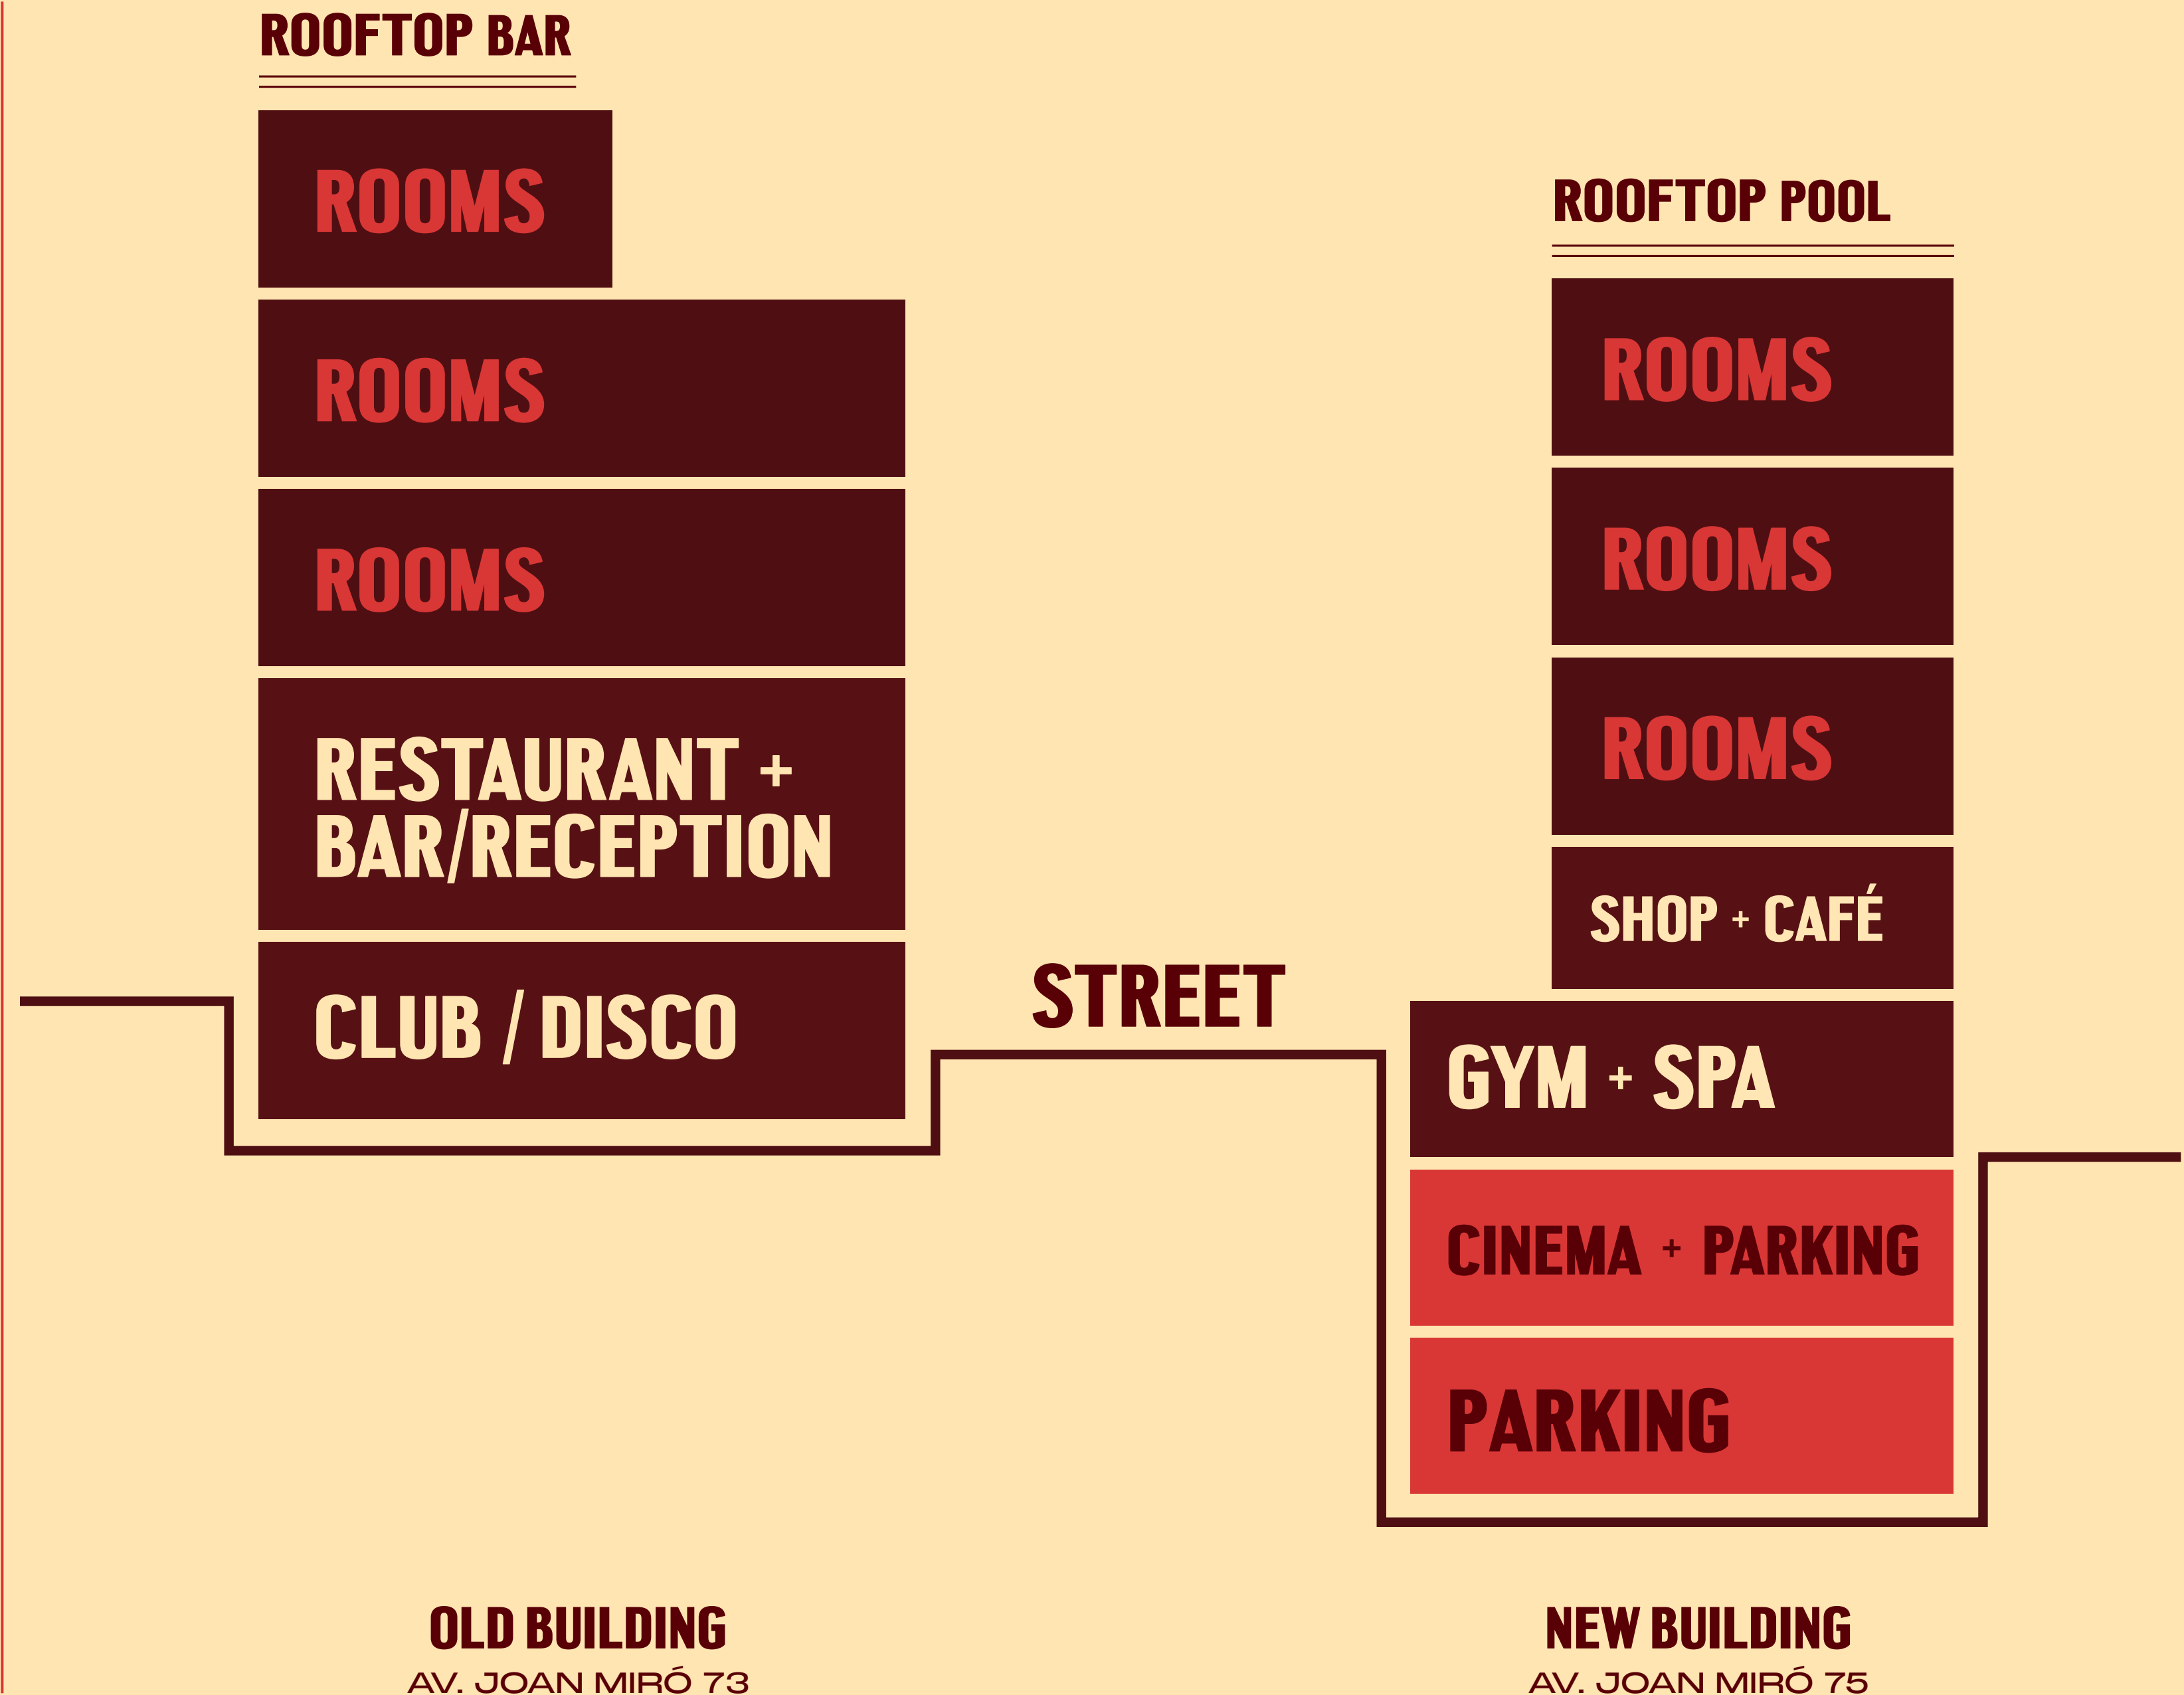 ROOFTOP BAR
ROOMS
ROOMS
ROOMS
RESTAURANT +
BAR/RECEPTION
CLUB / DISCO
STREET
ROOFTOP POOL
ROOMS
ROOMS
ROOMS
SHOP + CAFÉ
GYM + SPA
CINEMA + PARKING
PARKING
OLD BUILDING
AV. JOAN MIRÓ 73
NEW BUILDING
AV. JOAN MIRÓ 75